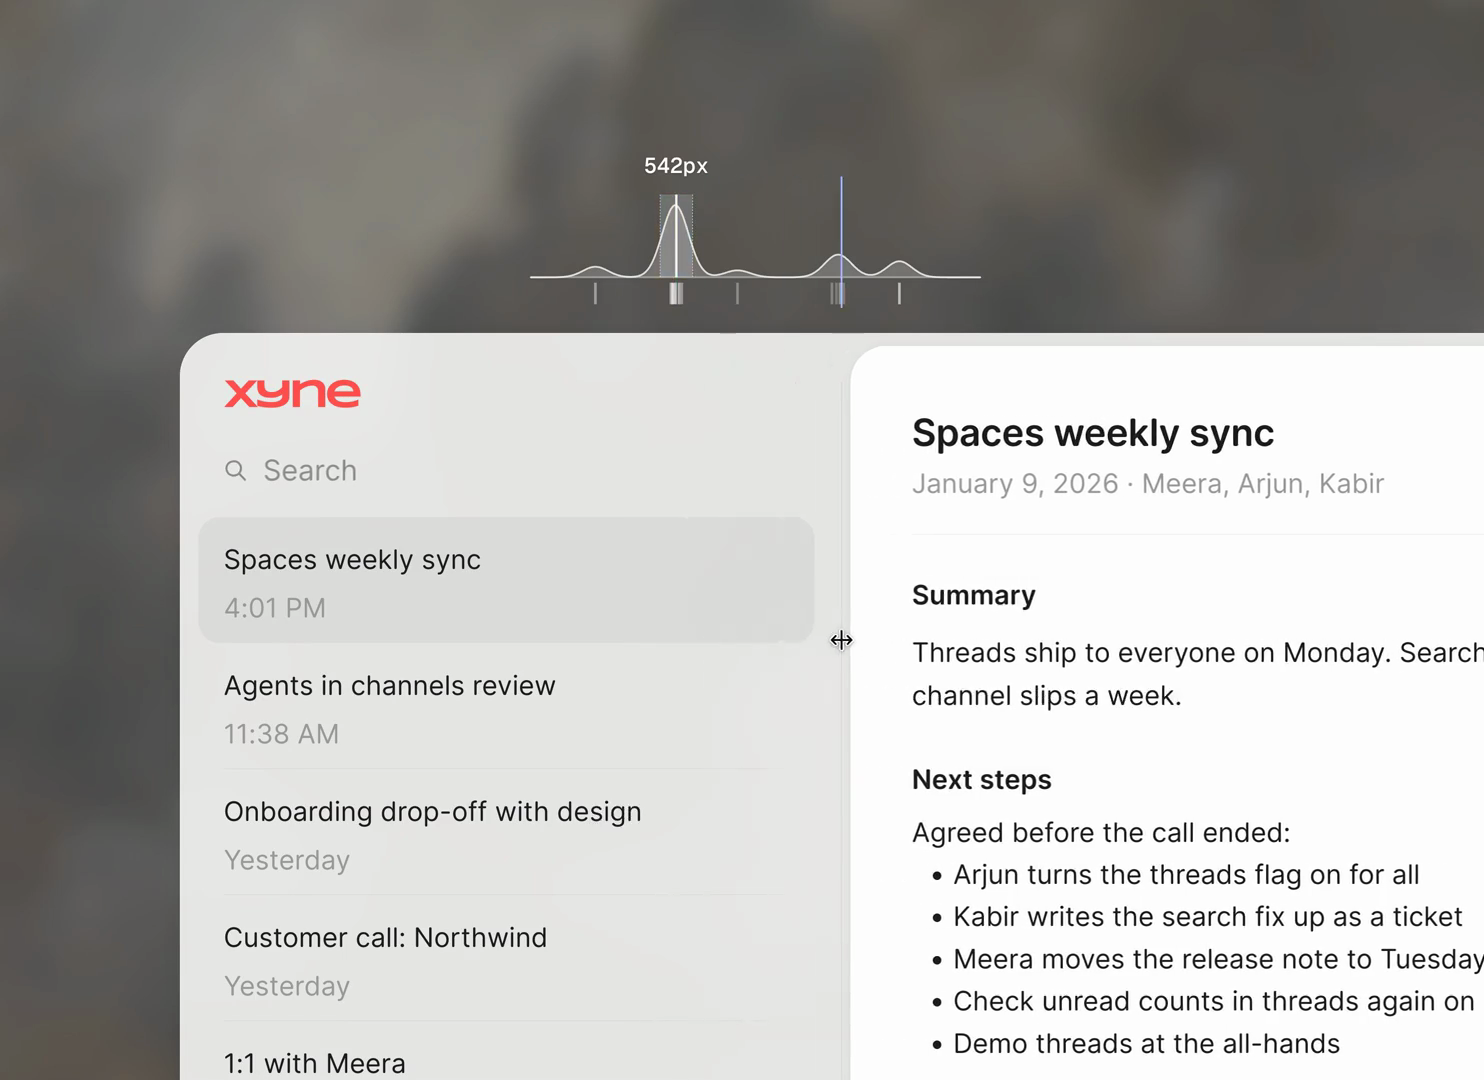 542px
xyne
Search
Spaces weekly sync
4:01 PM
Agents in channels review
11:38 AM
Onboarding drop-off with design
Yesterday
Customer call: Northwind
Yesterday
1:1 with Meera
Spaces weekly sync
January 9, 2026 · Meera, Arjun, Kabir
Summary
Threads ship to everyone on Monday. Search
channel slips a week.
Next steps
Agreed before the call ended:
• Arjun turns the threads flag on for all
• Kabir writes the search fix up as a ticket
• Meera moves the release note to Tuesday
• Check unread counts in threads again on
• Demo threads at the all-hands